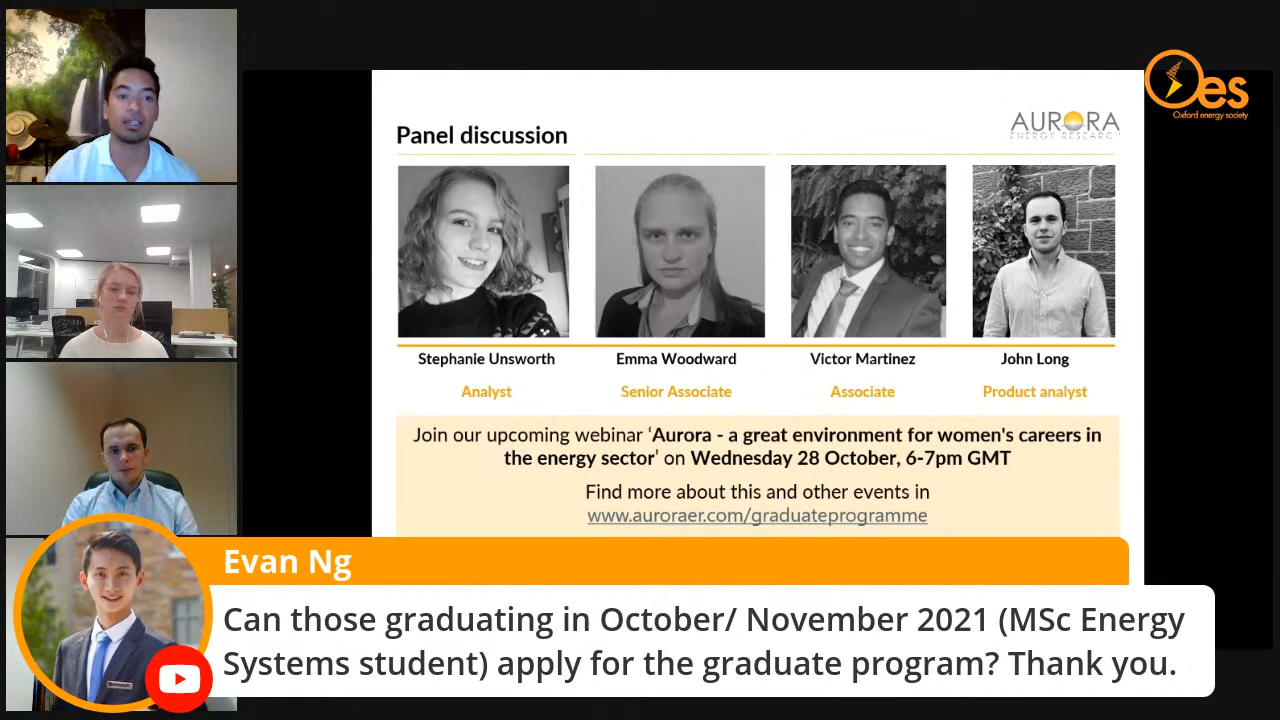 Oes
Oxford energy society
AURORA
ENERGY RESEARCH
Panel discussion
Stephanie Unsworth
Emma Woodward
Victor Martinez
John Long
Analyst
Senior Associate
Associate
Product analyst
Join our upcoming webinar ‘Aurora - a great environment for women's careers in
the energy sector’ on Wednesday 28 October, 6-7pm GMT
Find more about this and other events in
www.auroraer.com/graduateprogramme
Evan Ng
Can those graduating in October/ November 2021 (MSc Energy
Systems student) apply for the graduate program? Thank you.